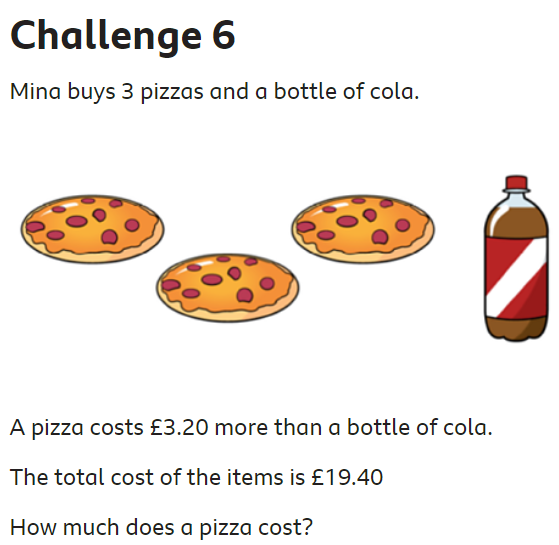 Challenge 6
Mina buys 3 pizzas and a bottle of cola.
A pizza costs £3.20 more than a bottle of cola.
The total cost of the items is £19.40
How much does a pizza cost?